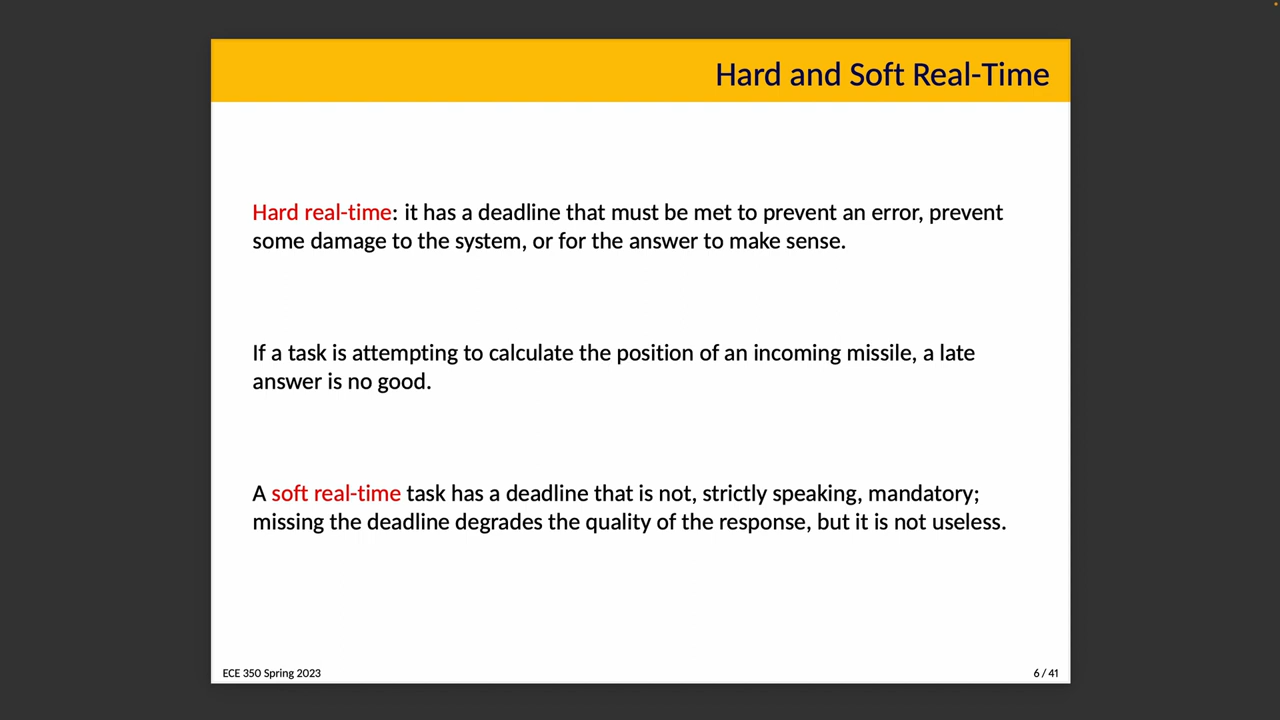 Hard and Soft Real-Time
Hard real-time: it has a deadline that must be met to prevent an error, prevent
some damage to the system, or for the answer to make sense.
If a task is attempting to calculate the position of an incoming missile, a late
answer is no good.
A soft real-time task has a deadline that is not, strictly speaking, mandatory;
missing the deadline degrades the quality of the response, but it is not useless.
ECE 350 Spring 2023
6 / 41